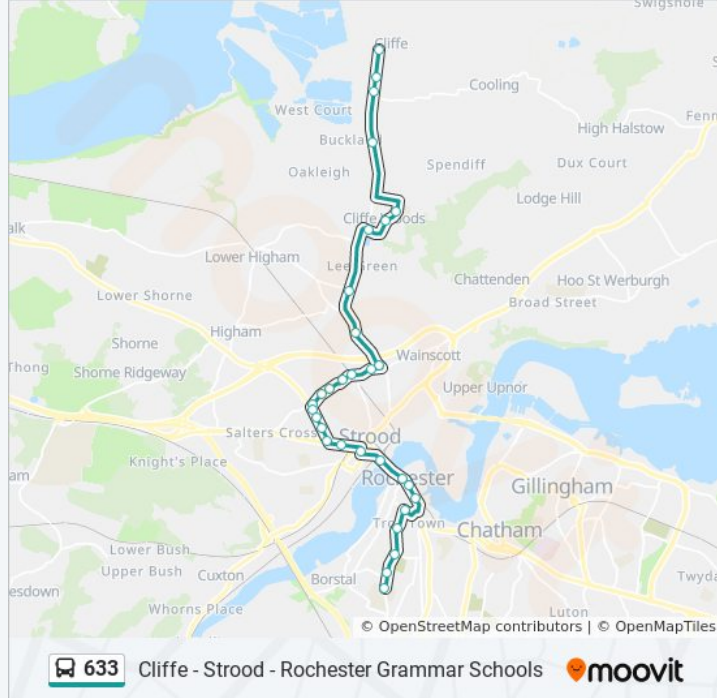 Swigshole
Cliffe
Cooling
West Court
Fenn
High Halstow
Buckla
Spendiff
Dux Court
Oakleigh
Lodge Hill
Cliffe Woods
alk
Lower Higham
Lee Green
Chattenden
Hoo St Werburgh
Lower Shorne
Broad Street
Higham
Shorne
Wainscott
Thong
Shorne Ridgeway
Upper Upnor
Salters Cross
Strood
Knight's Place
am
Rochester
Gillingham
Troy Town
Chatham
Lower Bush
Upper Bush
Cuxton
Borstal
esdown
Twyda
Whorns Place
Luton
© OpenStreetMap contributors | © OpenMapTiles
633 Cliffe - Strood - Rochester Grammar Schools moovit